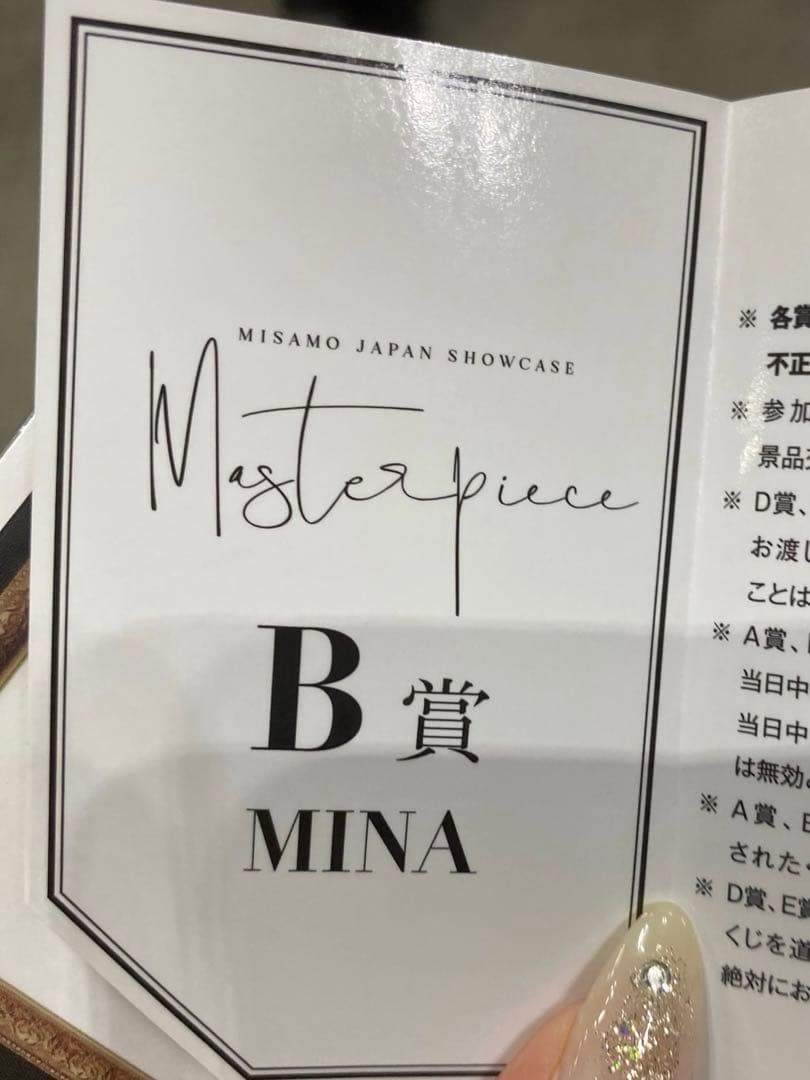 MISAMO JAPAN SHOWCASE
Masterpiece
B賞
MINA
※ 各賞
不正
※ 参加
景品
※ D賞、
お渡し
ことは
※ A賞、
当日中
当日中
は無効
※ A賞、E
された
※ D賞、E賞
くじを道
絶対にお